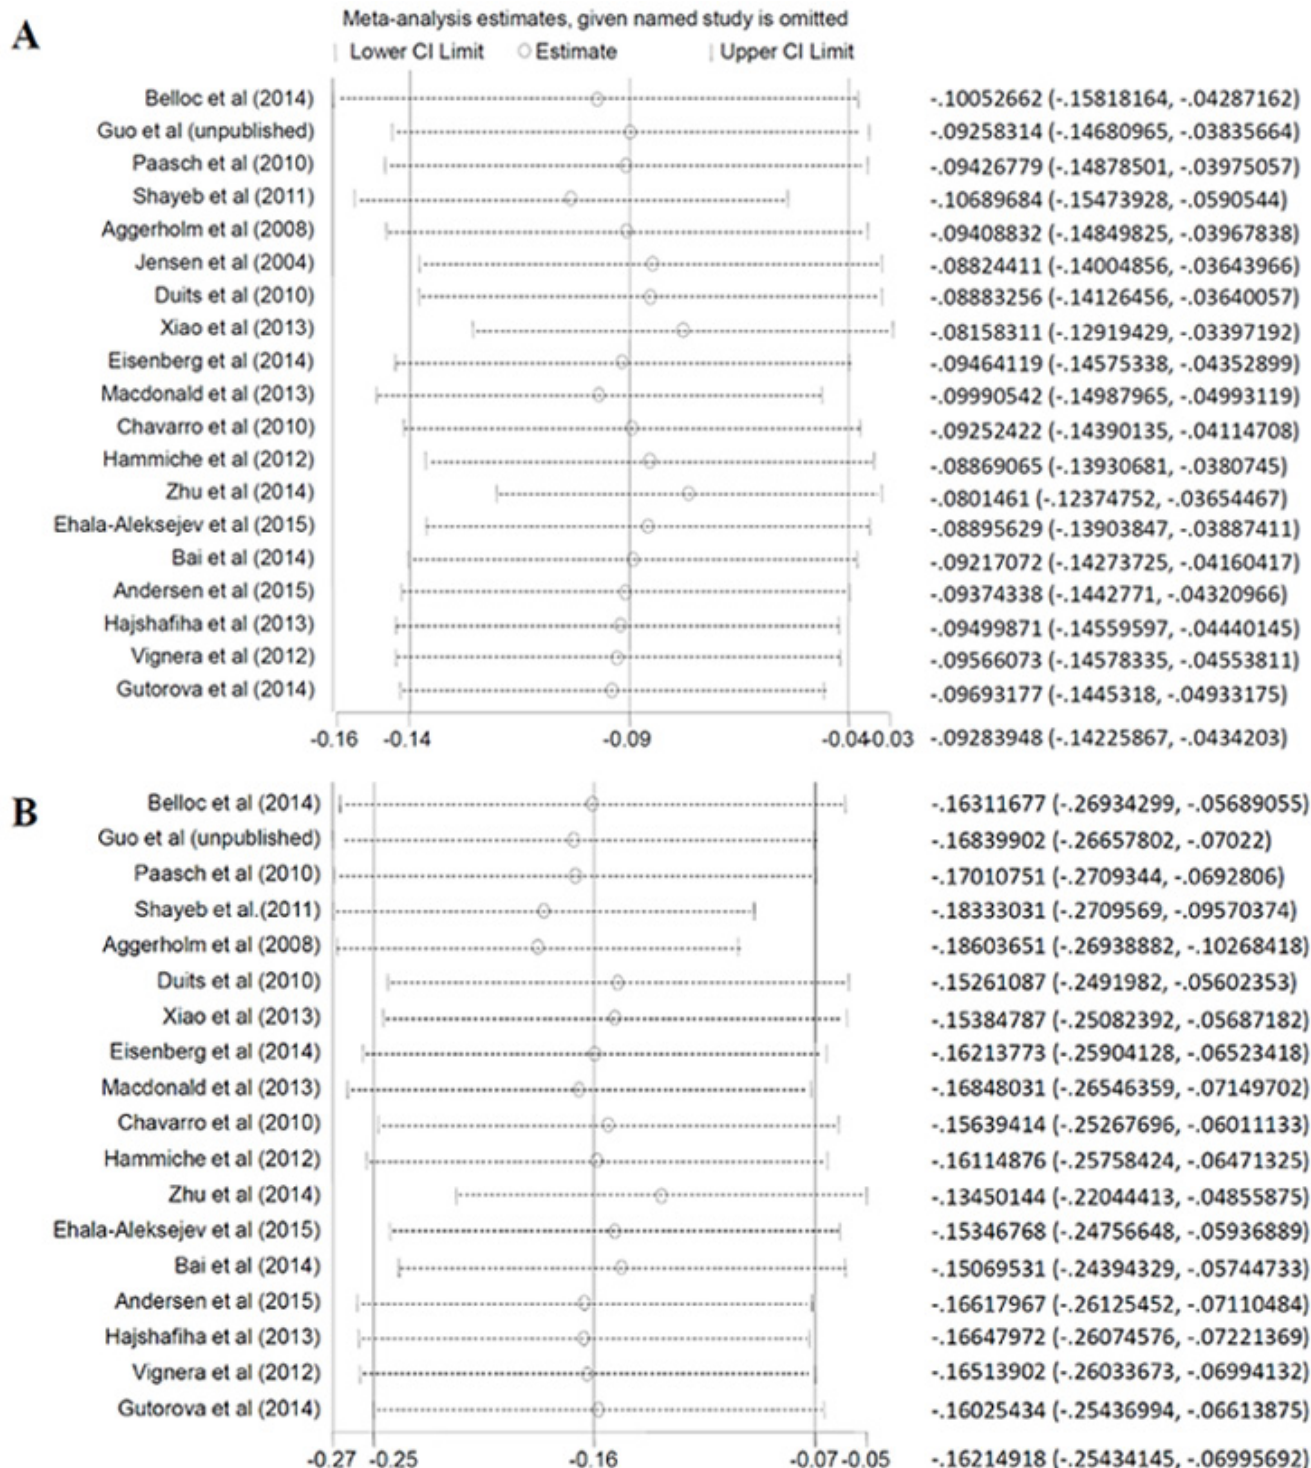 A
Meta-analysis estimates, given named study is omitted
Lower CI Limit Estimate Upper CI Limit
Belloc et al (2014) -.10052662 (-.15818164, -.04287162)
Guo et al (unpublished) -.09258314 (-.14680965, -.03835664)
Paasch et al (2010) -.09426779 (-.14878501, -.03975057)
Shayeb et al (2011) -.10689684 (-.15473928, -.0590544)
Aggerholm et al (2008) -.09408832 (-.14849825, -.03967838)
Jensen et al (2004) -.08824411 (-.14004856, -.03643966)
Duits et al (2010) -.08883256 (-.14126456, -.03640057)
Xiao et al (2013) -.08158311 (-.12919429, -.03397192)
Eisenberg et al (2014) -.09464119 (-.14575338, -.04352899)
Macdonald et al (2013) -.09990542 (-.14987965, -.04993119)
Chavarro et al (2010) -.09252422 (-.14390135, -.04114708)
Hammiche et al (2012) -.08869065 (-.13930681, -.0380745)
Zhu et al (2014) -.0801461 (-.12374752, -.03654467)
Ehala-Aleksejev et al (2015) -.08895629 (-.13903847, -.03887411)
Bai et al (2014) -.09217072 (-.14273725, -.04160417)
Andersen et al (2015) -.09374338 (-.1442771, -.04320966)
Hajshafiha et al (2013) -.09499871 (-.14559597, -.04440145)
Vignera et al (2012) -.09566073 (-.14578335, -.04553811)
Gutorova et al (2014) -.09693177 (-.1445318, -.04933175)
-0.16 -0.14 -0.09 -0.04-0.03 -.09283948 (-.14225867, -.0434203)
B
Belloc et al (2014) -.16311677 (-.26934299, -.05689055)
Guo et al (unpublished) -.16839902 (-.26657802, -.07022)
Paasch et al (2010) -.17010751 (-.2709344, -.0692806)
Shayeb et al.(2011) -.18333031 (-.2709569, -.09570374)
Aggerholm et al (2008) -.18603651 (-.26938882, -.10268418)
Duits et al (2010) -.15261087 (-.2491982, -.05602353)
Xiao et al (2013) -.15384787 (-.25082392, -.05687182)
Eisenberg et al (2014) -.16213773 (-.25904128, -.06523418)
Macdonald et al (2013) -.16848031 (-.26546359, -.07149702)
Chavarro et al (2010) -.15639414 (-.25267696, -.06011133)
Hammiche et al (2012) -.16114876 (-.25758424, -.06471325)
Zhu et al (2014) -.13450144 (-.22044413, -.04855875)
Ehala-Aleksejev et al (2015) -.15346768 (-.24756648, -.05936889)
Bai et al (2014) -.15069531 (-.24394329, -.05744733)
Andersen et al (2015) -.16617967 (-.26125452, -.07110484)
Hajshafiha et al (2013) -.16647972 (-.26074576, -.07221369)
Vignera et al (2012) -.16513902 (-.26033673, -.06994132)
Gutorova et al (2014) -.16025434 (-.25436994, -.06613875)
-0.27 -0.25 -0.16 -0.07-0.05 -.16214918 (-.25434145, -.06995692)